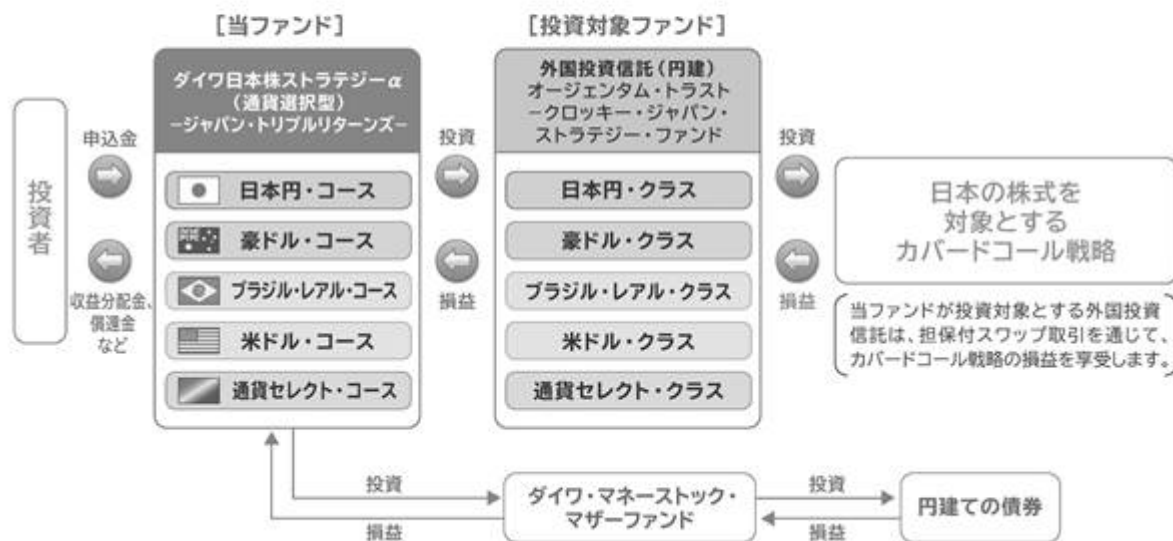 [当ファンド]
[投資対象ファンド]
ダイワ日本株ストラテジーα
(通貨選択型)
－ジャパン・トリプルリターンズ－
外国投資信託(円建)
オージェンタム・トラスト
－クロッキー・ジャパン・
ストラテジー・ファンド
投資者
申込金
収益分配金、
償還金
など
日本円・コース
豪ドル・コース
ブラジル・レアル・コース
米ドル・コース
通貨セレクト・コース
投資
損益
日本円・クラス
豪ドル・クラス
ブラジル・レアル・クラス
米ドル・クラス
通貨セレクト・クラス
投資
損益
日本の株式を
対象とする
カバードコール戦略
当ファンドが投資対象とする外国投資
信託は、担保付スワップ取引を通じて、
カバードコール戦略の損益を享受します。
投資
損益
ダイワ・マネーストック・
マザーファンド
投資
損益
円建ての債券